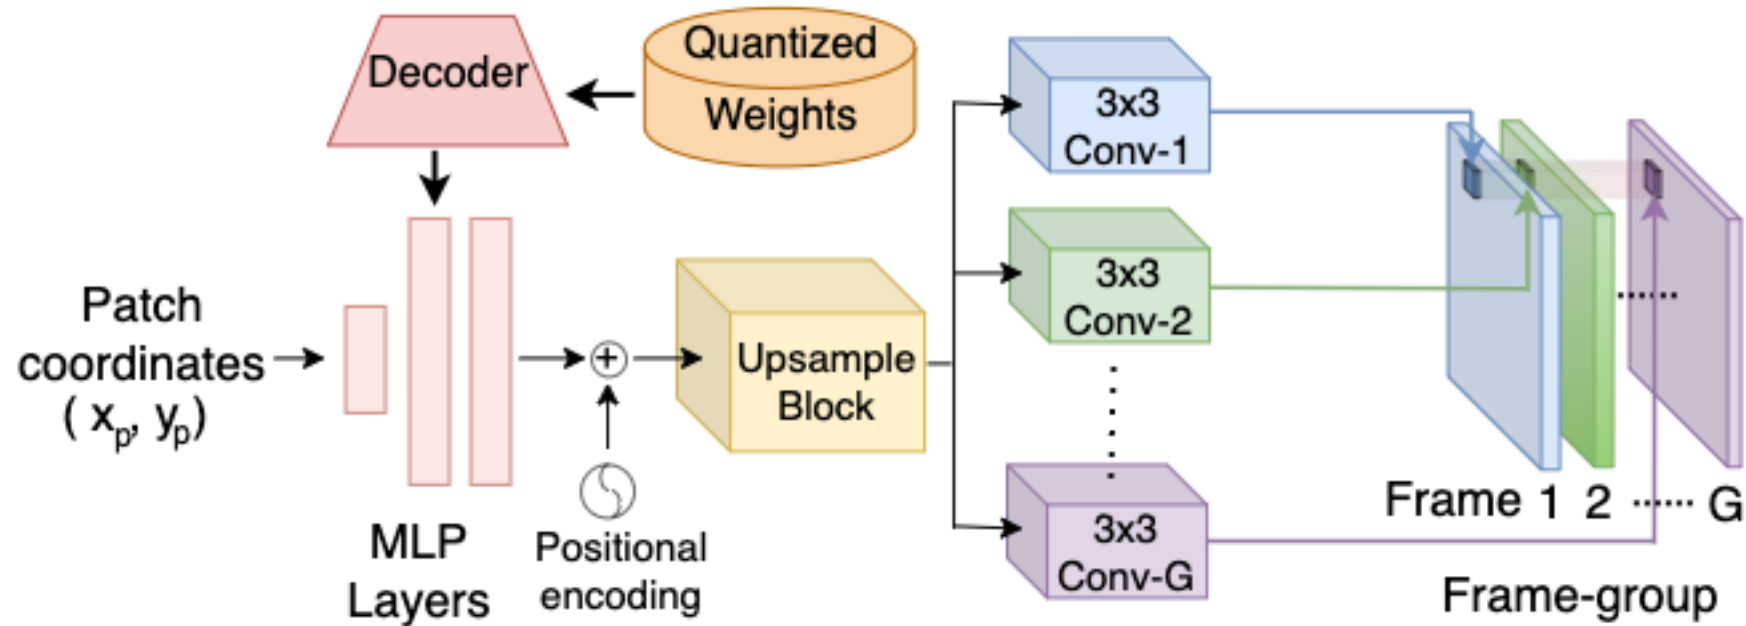 Decoder
Quantized
Weights
Patch
coordinates
( xₚ, yₚ)
MLP
Layers
Positional
encoding
Upsample
Block
3x3
Conv-1
3x3
Conv-2
3x3
Conv-G
Frame 1 2 ...... G
Frame-group